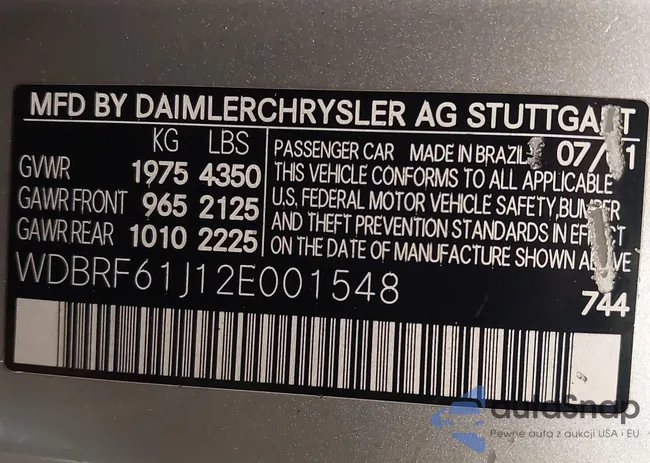 MFD BY DAIMLERCHRYSLER AG STUTTGART
KG LBS
GVWR 1975 4350
GAWR FRONT 965 2125
GAWR REAR 1010 2225
PASSENGER CAR MADE IN BRAZIL 07/
THIS VEHICLE CONFORMS TO ALL APPLICABLE
U.S. FEDERAL MOTOR VEHICLE SAFETY, BUMPER
AND THEFT PREVENTION STANDARDS IN EFFECT
ON THE DATE OF MANUFACTURE SHOWN ABOVE
WDBRF61J12E001548
744
autoSnap
Pewne auta z aukcji USA i EU